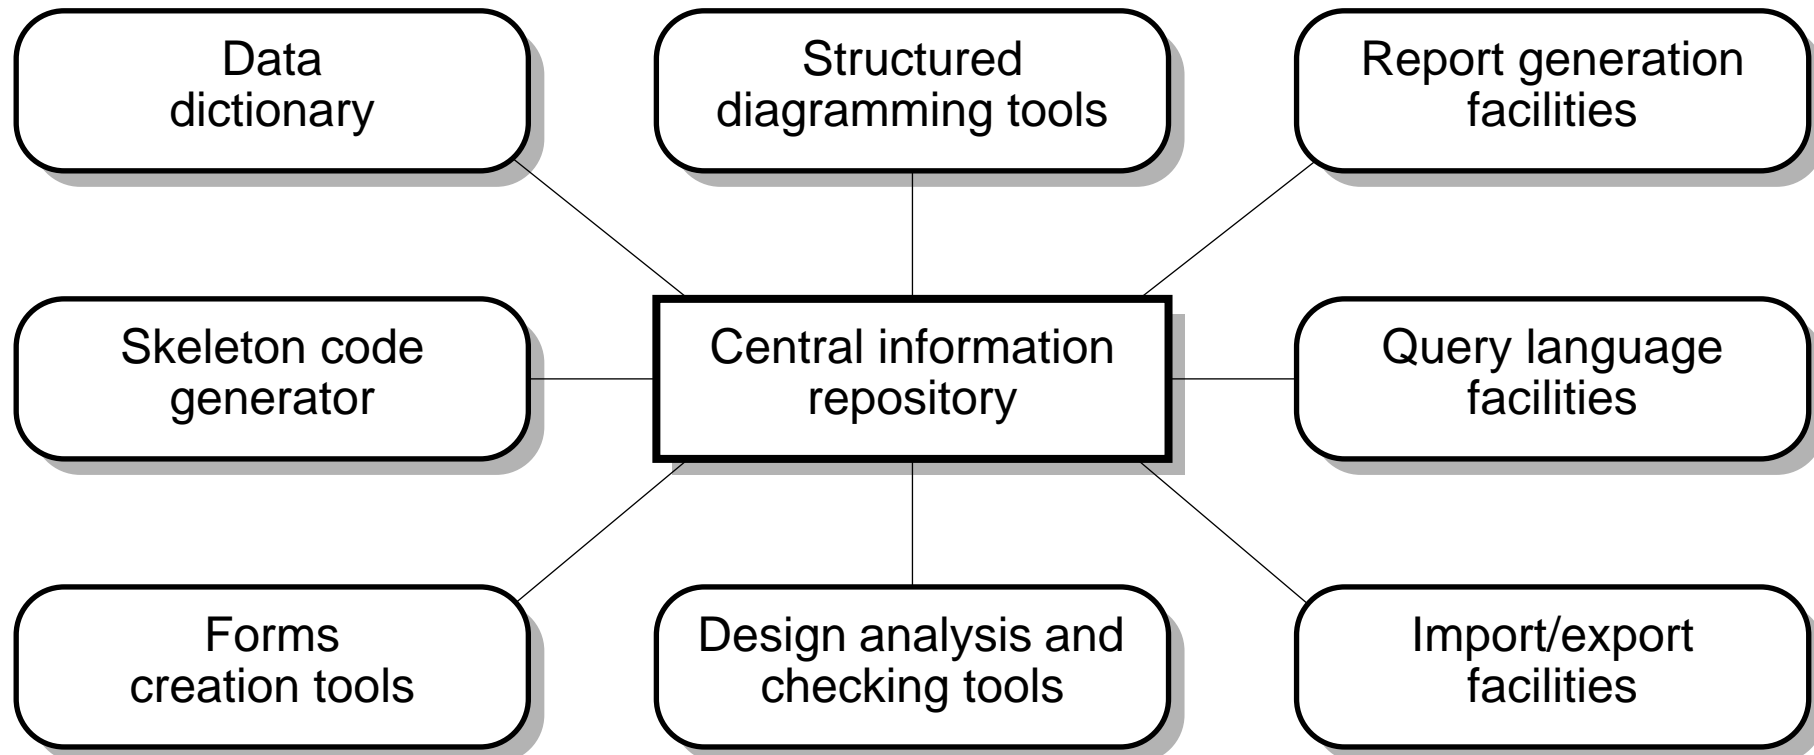 Data
dictionary
Structured
diagramming tools
Report generation
facilities
Skeleton code
generator
Central information
repository
Query language
facilities
Forms
creation tools
Design analysis and
checking tools
Import/export
facilities